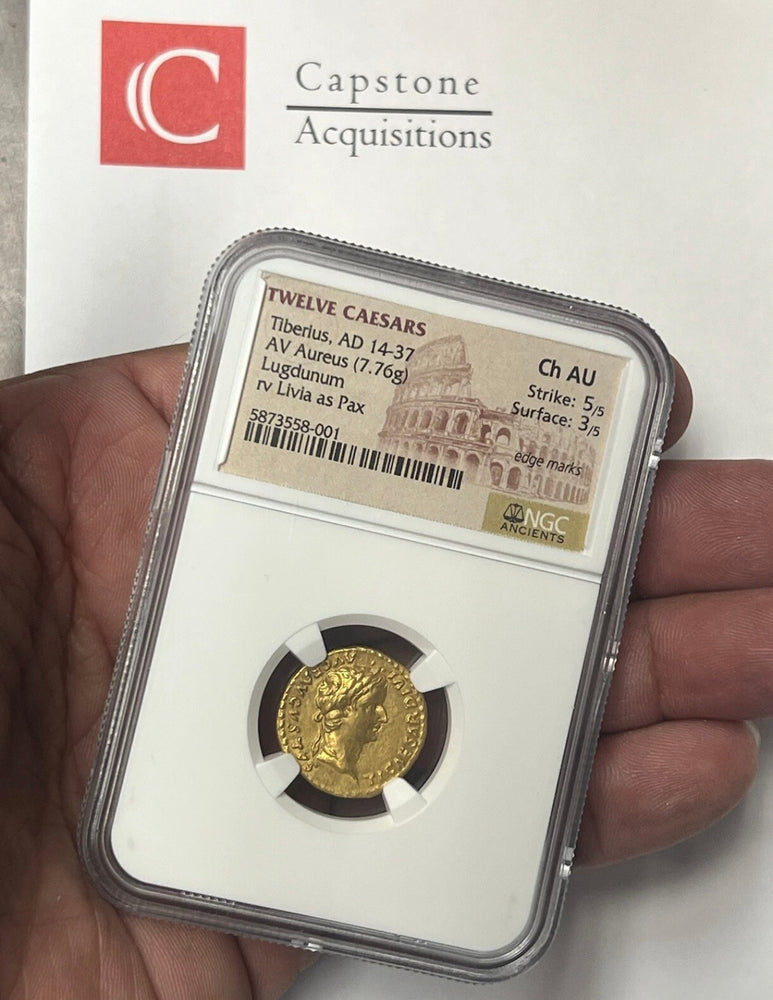 C
Capstone
Acquisitions
TWELVE CAESARS
Tiberius, AD 14-37
AV Aureus (7.76g)
Lugdunum
rv Livia as Pax
5873558-001
Ch AU
Strike: 5/5
Surface: 3/5
edge marks
NGC
ANCIENTS